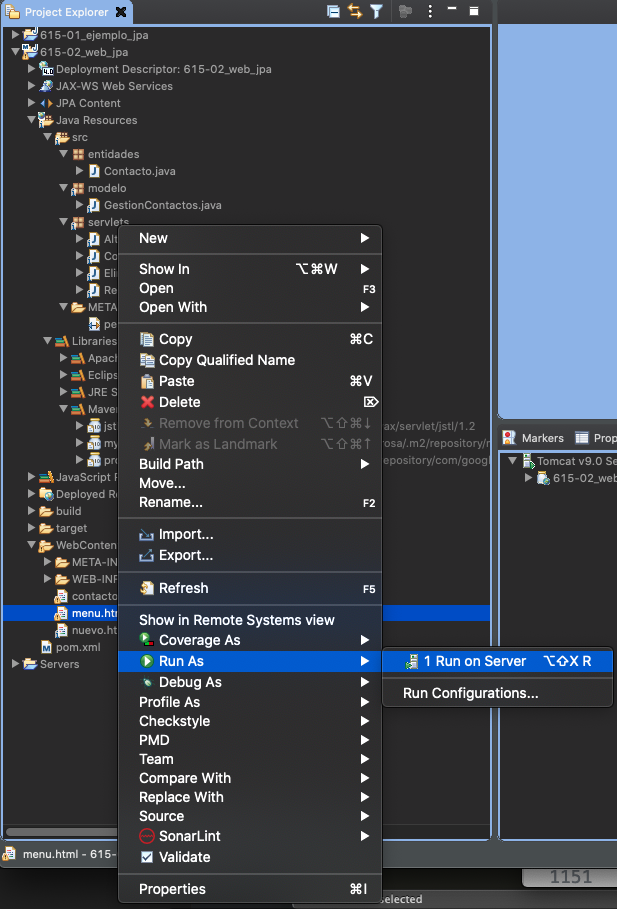 Project Explorer
615-01_ejemplo_jpa
615-02_web_jpa
Deployment Descriptor: 615-02_web_jpa
JAX-WS Web Services
JPA Content
Java Resources
src
entidades
Contacto.java
modelo
GestionContactos.java
servlets
Alt
Co
Eli
Re
META
pe
Libraries
Apach
Eclips
JRE S
Maven
jst
my
pro
JavaScript R
Deployed Re
build
target
WebContent
META-IN
WEB-INF
contacto
menu.htm
nuevo.ht
pom.xml
Servers
New
Show In ⌥⌘W
Open F3
Open With
Copy ⌘C
Copy Qualified Name
Paste ⌘V
Delete ⌦
Remove from Context ⌥⇧⌘↓
Mark as Landmark ⌥⇧⌘↑
Build Path
Move...
Rename... F2
Import...
Export...
Refresh F5
Show in Remote Systems view
Coverage As
Run As
Debug As
Profile As
Checkstyle
PMD
Team
Compare With
Replace With
Source
SonarLint
Validate
Properties ⌘I
1 Run on Server ⌥⇧X R
Run Configurations...
ax/servlet/jstl/1.2
rosa/.m2/repository/m
epository/com/googl
Markers
Prop
Tomcat v9.0 Se
615-02_web
menu.html - 615-
selected
1151